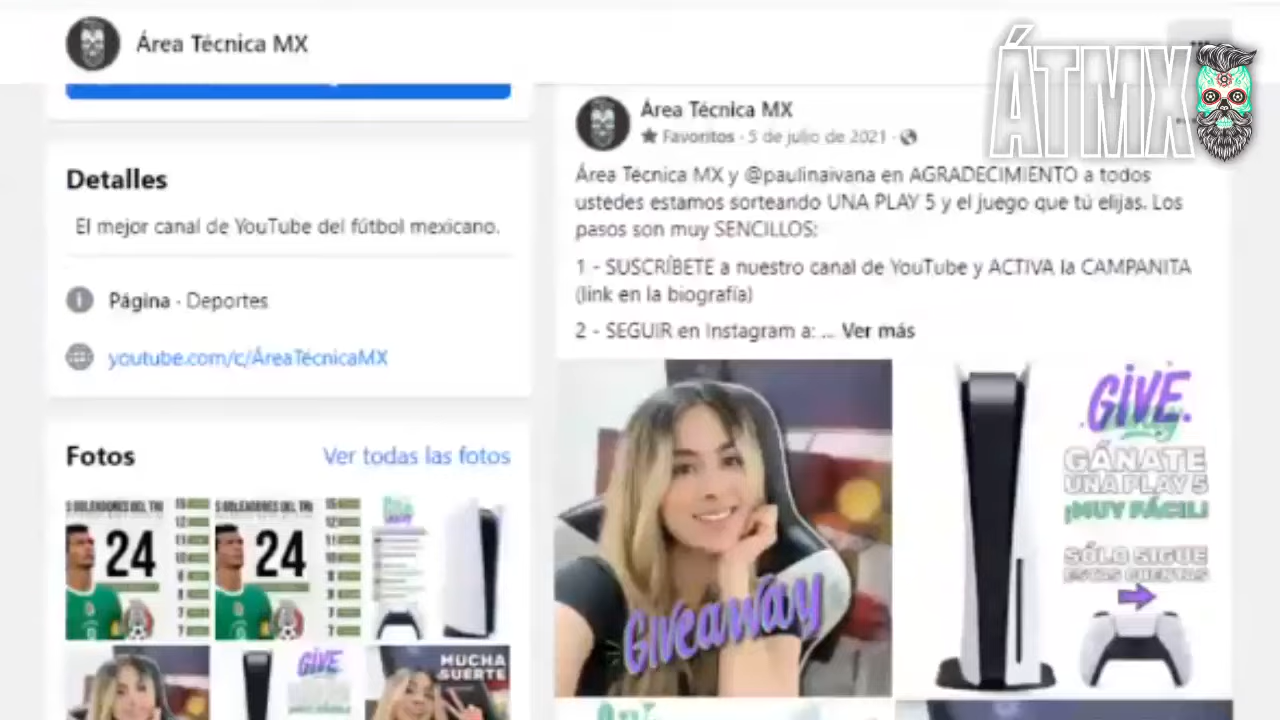 Área Técnica MX
ÁTMX
Detalles
El mejor canal de YouTube del fútbol mexicano.
Página · Deportes
youtube.com/c/ÁreaTécnicaMX
Fotos
Ver todas las fotos
24
24
GIVE
MUCHA
SUERTE
Área Técnica MX
Favoritos · 5 de julio de 2021 ·
Área Técnica MX y @paulinaivana en AGRADECIMIENTO a todos
ustedes estamos sorteando UNA PLAY 5 y el juego que tú elijas. Los
pasos son muy SENCILLOS:
1 - SUSCRÍBETE a nuestro canal de YouTube y ACTIVA la CAMPANITA
(link en la biografía)
2 - SEGUIR en Instagram a: ... Ver más
GIVEaWaY
GIVE
way
GÁNATE
UNA PLAY 5
¡MUY FÁCIL!
SÓLO SIGUE
ESTAS CUENTAS